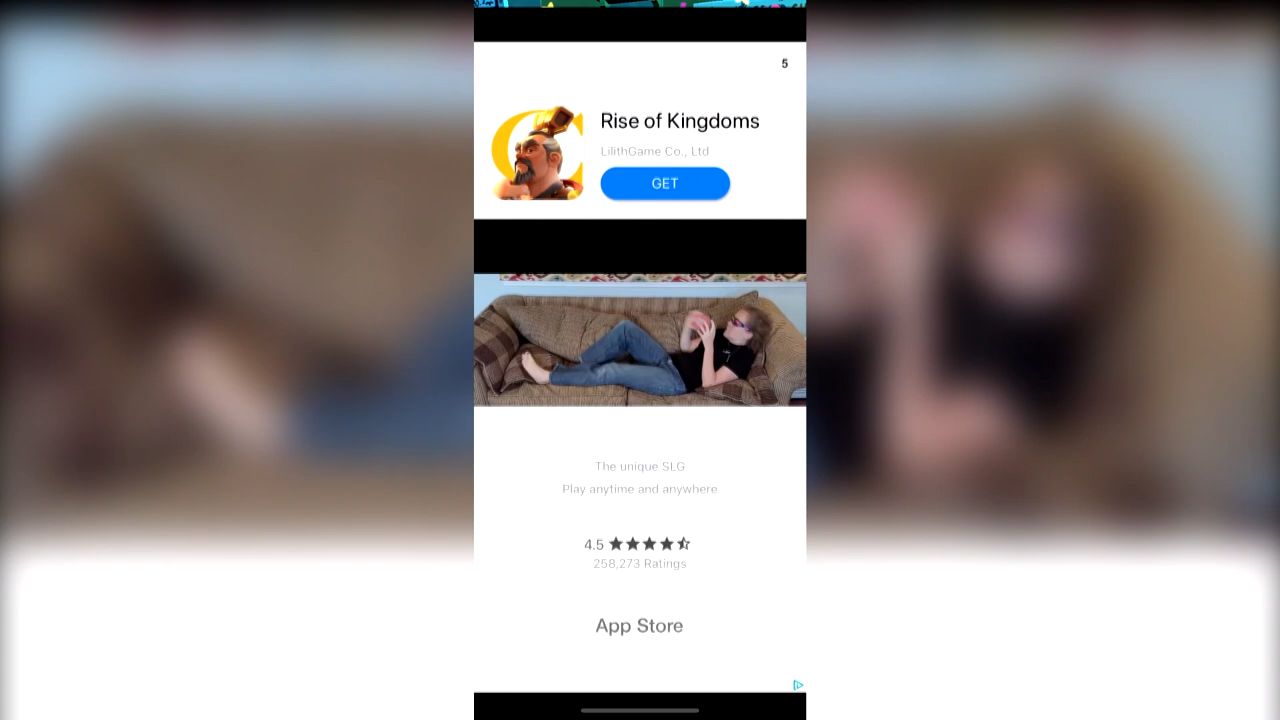 5
Rise of Kingdoms
LilithGame Co., Ltd
GET
The unique SLG
Play anytime and anywhere
4.5
258,273 Ratings
App Store